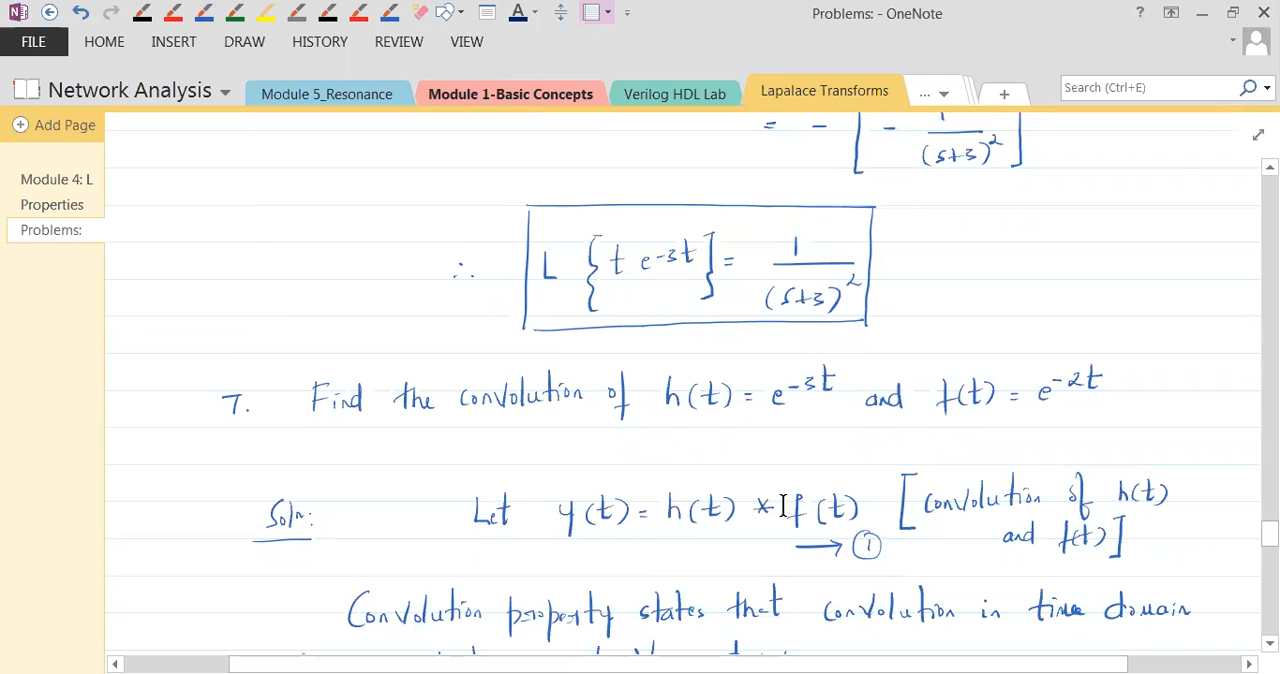 Problems: - OneNote
?
FILE HOME INSERT DRAW HISTORY REVIEW VIEW
Network Analysis Module 5_Resonance Module 1-Basic Concepts Verilog HDL Lab Lapalace Transforms ... + Search (Ctrl+E)
Add Page
Module 4: L
Properties
Problems:
= - [ - 1/(s+3)² ]
∴ L { t e^-3t } = 1/(s+3)²
7. Find the convolution of h(t) = e^-3t and f(t) = e^-2t
Soln: Let y(t) = h(t) * f(t) [convolution of h(t)
→ ① and f(t)]
Convolution property states that convolution in time domain